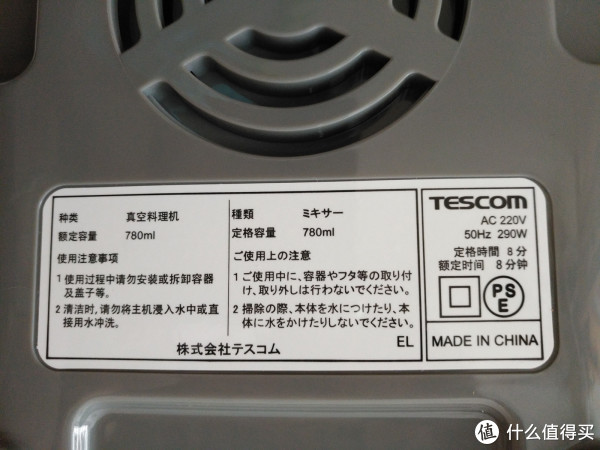 种类 真空料理机
额定容量 780ml
使用注意事项
1 使用过程中请勿安装或拆卸容器
及盖子等。
2 清洁时,请勿将主机浸入水中或直
接用水冲洗。
種類 ミキサー
定格容量 780ml
ご使用上の注意
1 ご使用中に、容器やフタ等の取り付
け、取り外しは行わないでください。
2 掃除の際、本体を水につけたり、本
体に水をかけたりしないでください。
株式会社テスコム EL
TESCOM
AC 220V
50Hz 290W
定格時間 8分
额定时间 8分钟
PS
E
MADE IN CHINA
值 什么值得买